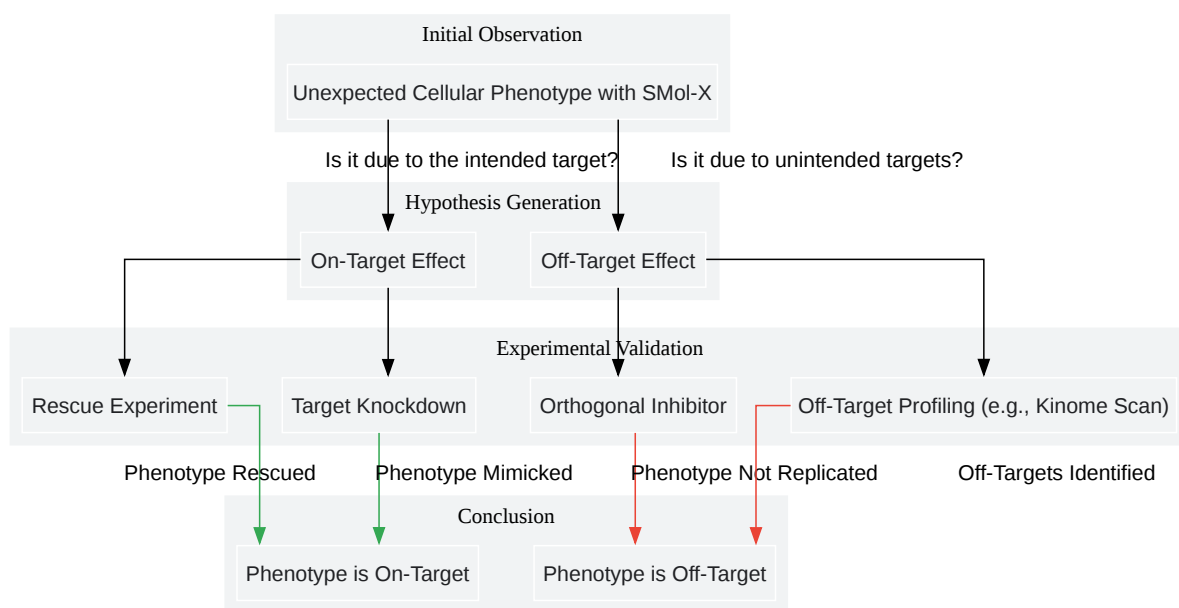 Initial Observation
Unexpected Cellular Phenotype with SMol-X
Is it due to the intended target?
Is it due to unintended targets?
Hypothesis Generation
On-Target Effect
Off-Target Effect
Experimental Validation
Rescue Experiment
Target Knockdown
Orthogonal Inhibitor
Off-Target Profiling (e.g., Kinome Scan)
Phenotype Rescued
Phenotype Mimicked
Phenotype Not Replicated
Off-Targets Identified
Conclusion
Phenotype is On-Target
Phenotype is Off-Target